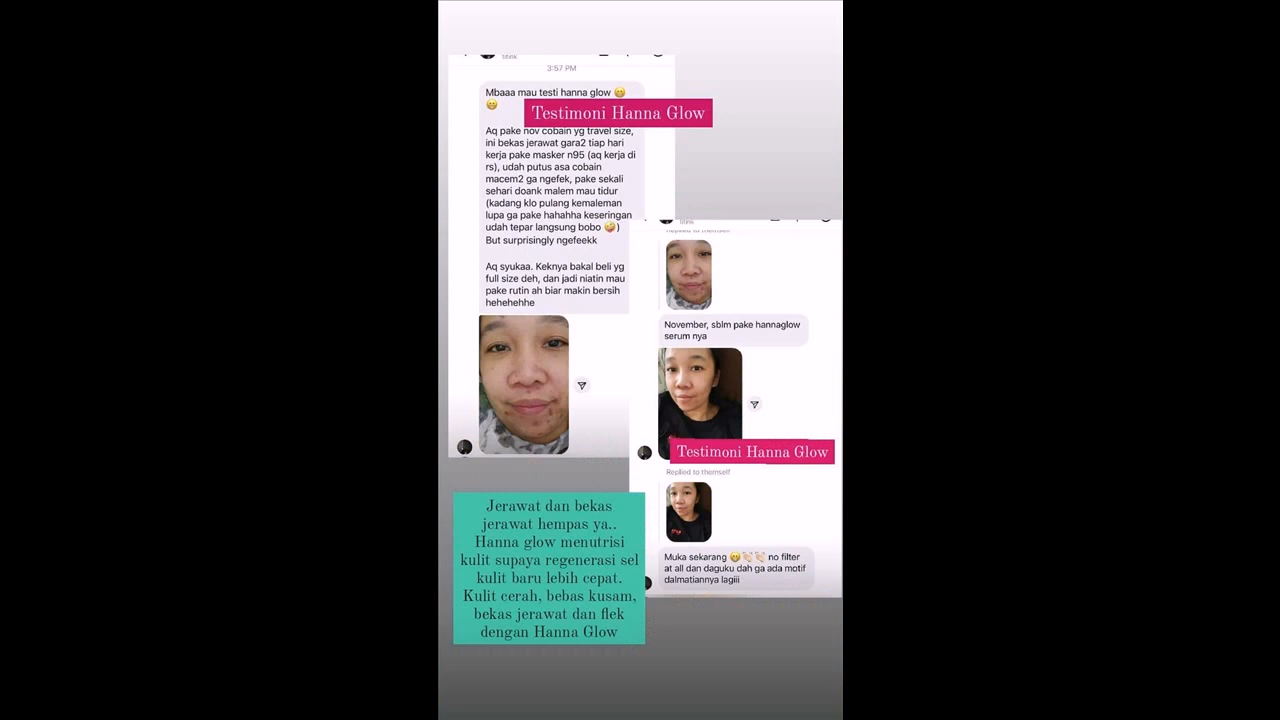 3:57 PM
Mbaaa mau testi hanna glow 😁
😁
Testimoni Hanna Glow
Aq pake nov cobain yg travel size,
ini bekas jerawat gara2 tiap hari
kerja pake masker n95 (aq kerja di
rs), udah putus asa cobain
macem2 ga ngefek, pake sekali
sehari doank malem mau tidur
(kadang klo pulang kemaleman
lupa ga pake hahahha keseringan
udah tepar langsung bobo 🤪)
But surprisingly ngefeekk
Aq syukaa. Keknya bakal beli yg
full size deh, dan jadi niatin mau
pake rutin ah biar makin bersih
hehehehhe
Replied to themself
November, sblm pake hannaglow
serum nya
Testimoni Hanna Glow
Replied to themself
Muka sekarang 😁👏🏻👏🏻 no filter
at all dan daguku dah ga ada motif
dalmatiannya lagiii
Jerawat dan bekas
jerawat hempas ya..
Hanna glow menutrisi
kulit supaya regenerasi sel
kulit baru lebih cepat.
Kulit cerah, bebas kusam,
bekas jerawat dan flek
dengan Hanna Glow